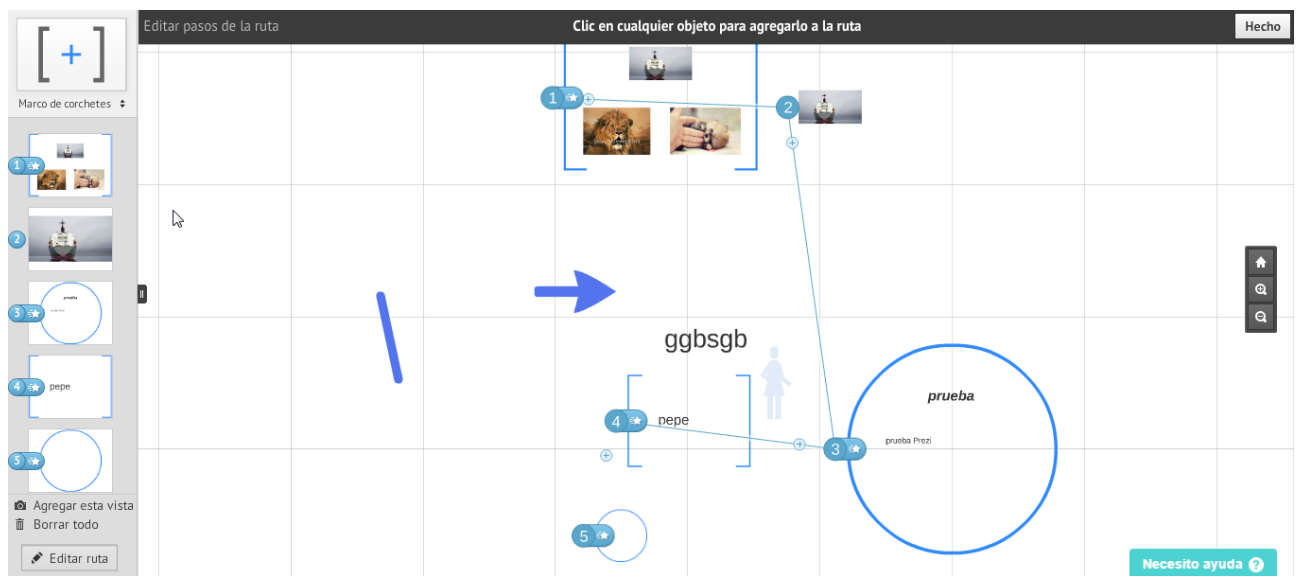 Editar pasos de la ruta
Clic en cualquier objeto para agregarlo a la ruta
Hecho
[+]
Marco de corchetes
1
2
3
prueba
prueba Prezi
4
pepe
5
Agregar esta vista
Borrar todo
Editar ruta
1
2
ggbsgb
4
pepe
3
prueba
prueba Prezi
5
Necesito ayuda ?